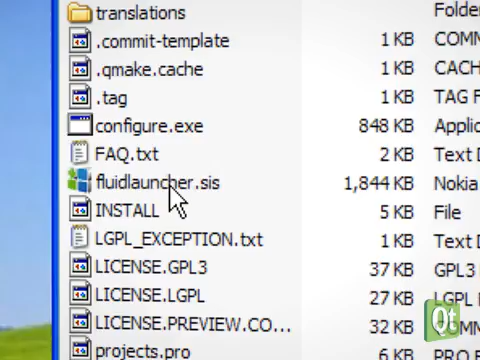 translations Folder
.commit-template 1 KB COMM
.qmake.cache 1 KB CACH
.tag 1 KB TAG F
configure.exe 848 KB Applic
FAQ.txt 2 KB Text D
fluidlauncher.sis 1,844 KB Nokia
INSTALL 5 KB File
LGPL_EXCEPTION.txt 1 KB Text D
LICENSE.GPL3 37 KB GPL3
LICENSE.LGPL 27 KB LGPL
LICENSE.PREVIEW.CO... 32 KB COMM
projects.pro 6 KB PRO F
Qt